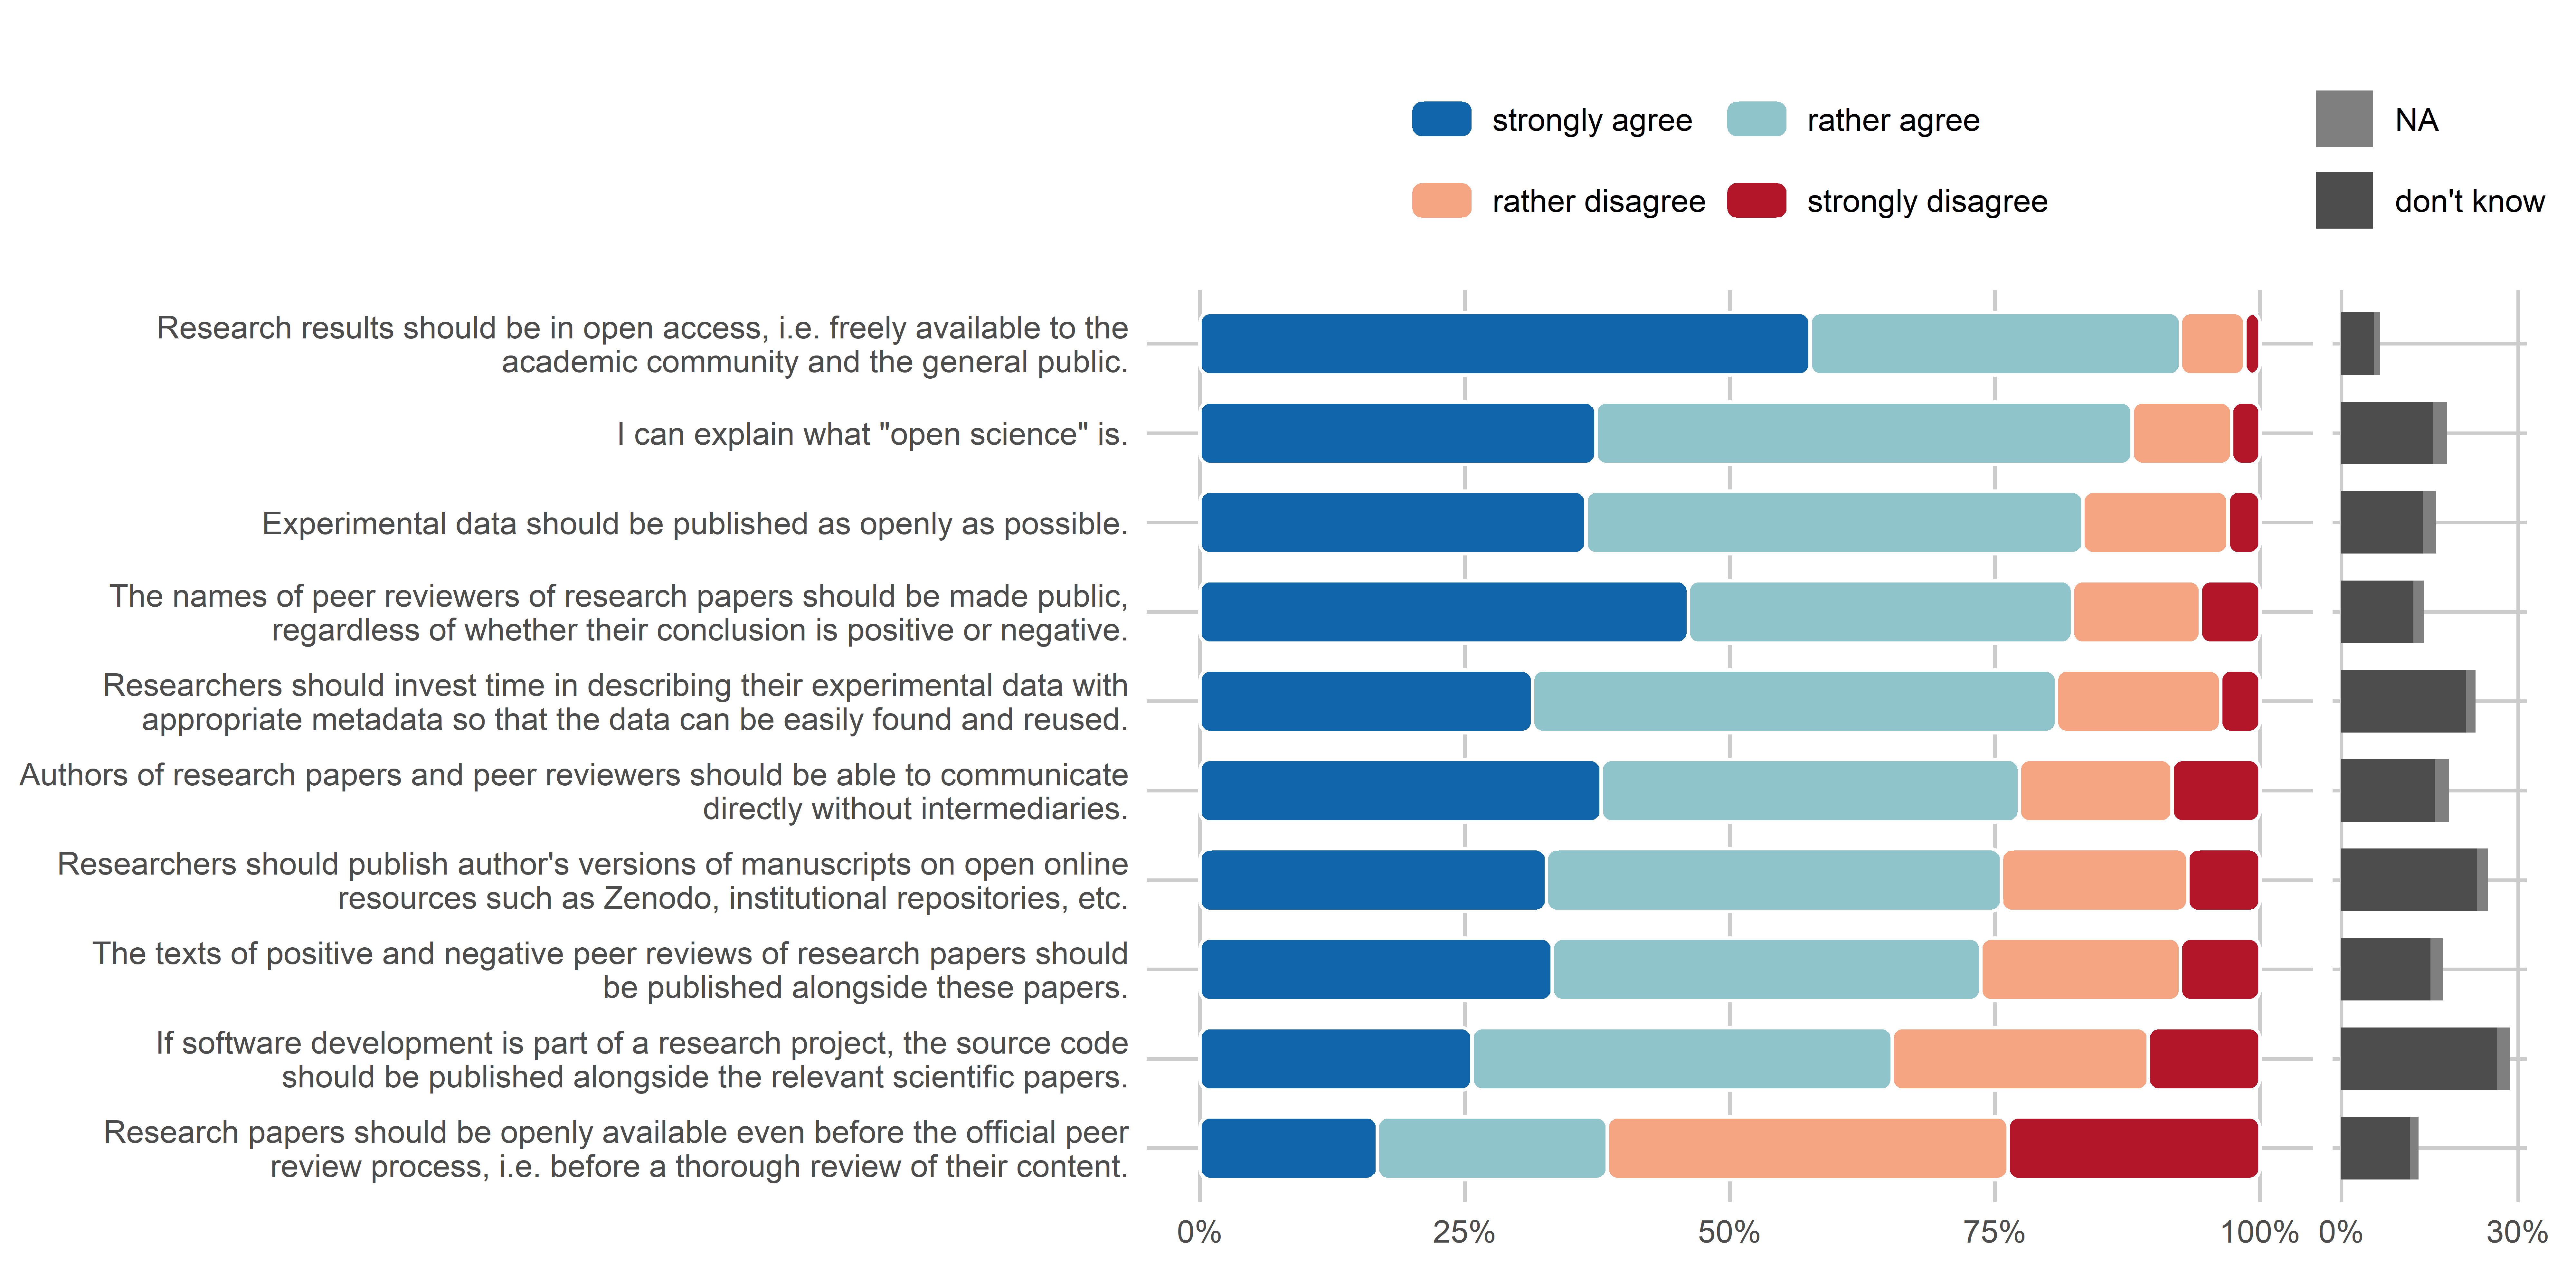 strongly agree
rather agree
NA
rather disagree
strongly disagree
don't know
Research results should be in open access, i.e. freely available to the
academic community and the general public.
I can explain what "open science" is.
Experimental data should be published as openly as possible.
The names of peer reviewers of research papers should be made public,
regardless of whether their conclusion is positive or negative.
Researchers should invest time in describing their experimental data with
appropriate metadata so that the data can be easily found and reused.
Authors of research papers and peer reviewers should be able to communicate
directly without intermediaries.
Researchers should publish author's versions of manuscripts on open online
resources such as Zenodo, institutional repositories, etc.
The texts of positive and negative peer reviews of research papers should
be published alongside these papers.
If software development is part of a research project, the source code
should be published alongside the relevant scientific papers.
Research papers should be openly available even before the official peer
review process, i.e. before a thorough review of their content.
0% 25% 50% 75% 100% 0% 30%